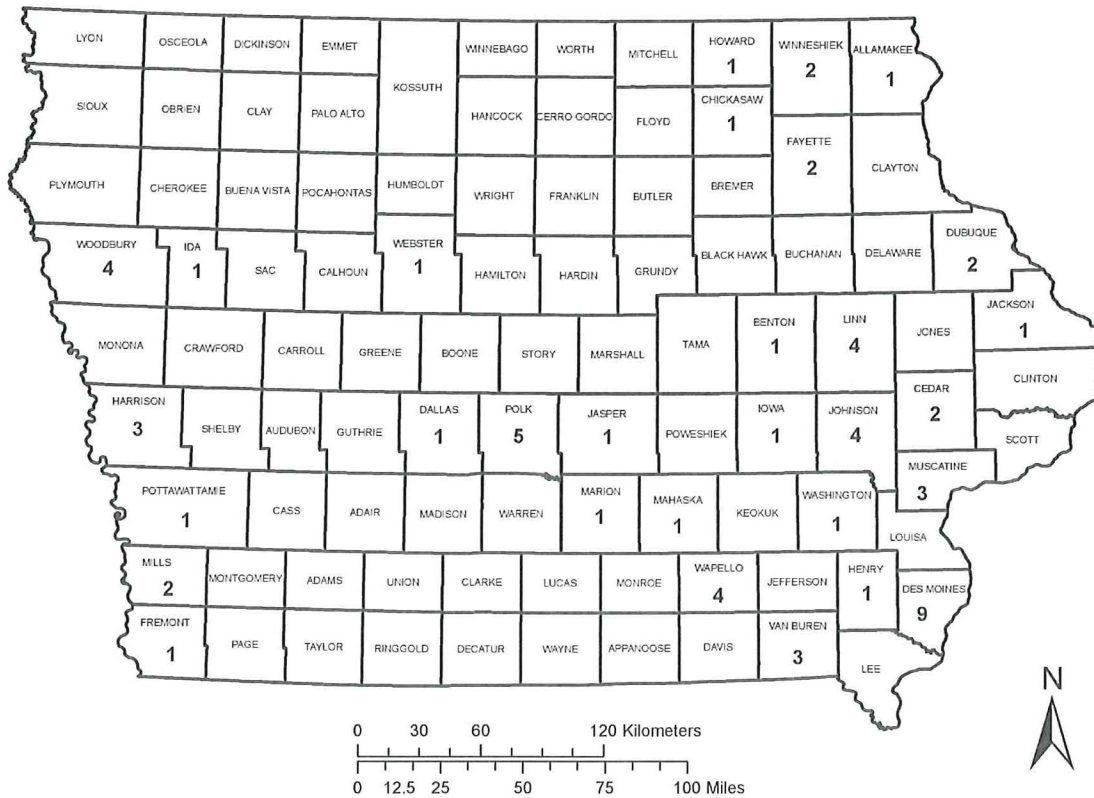 LYON OSCEOLA DICKINSON EMMET WINNEBAGO WORTH MITCHELL HOWARD WINNESHIEK ALLAMAKEE
1 2 1
KOSSUTH
SIOUX OBRIEN CLAY PALO ALTO HANCOCK CERRO GORDO FLOYD CHICKASAW
1
FAYETTE CLAYTON
2
PLYMOUTH CHEROKEE BUENA VISTA POCAHONTAS HUMBOLDT WRIGHT FRANKLIN BUTLER BREMER
WOODBURY IDA SAC CALHOUN WEBSTER HAMILTON HARDIN GRUNDY BLACK HAWK BUCHANAN DELAWARE DUBUQUE
4 1 1 2
MONONA CRAWFORD CARROLL GREENE BOONE STORY MARSHALL TAMA BENTON LINN JONES JACKSON
1 4 1
CLINTON
HARRISON SHELBY AUDUBON GUTHRIE DALLAS POLK JASPER POWESHIEK IOWA JOHNSON CEDAR SCOTT
3 1 5 1 1 4 2
MUSCATINE
3
POTTAWATTAMIE CASS ADAIR MADISON WARREN MARION MAHASKA KEOKUK WASHINGTON LOUISA
1 1 1 1
MILLS MONTGOMERY ADAMS UNION CLARKE LUCAS MONROE WAPELLO JEFFERSON HENRY DES MOINES
2 4 1 9
FREMONT PAGE TAYLOR RINGGOLD DECATUR WAYNE APPANOOSE DAVIS VAN BUREN LEE
1 3
N
0 30 60 120 Kilometers
0 12.5 25 50 75 100 Miles